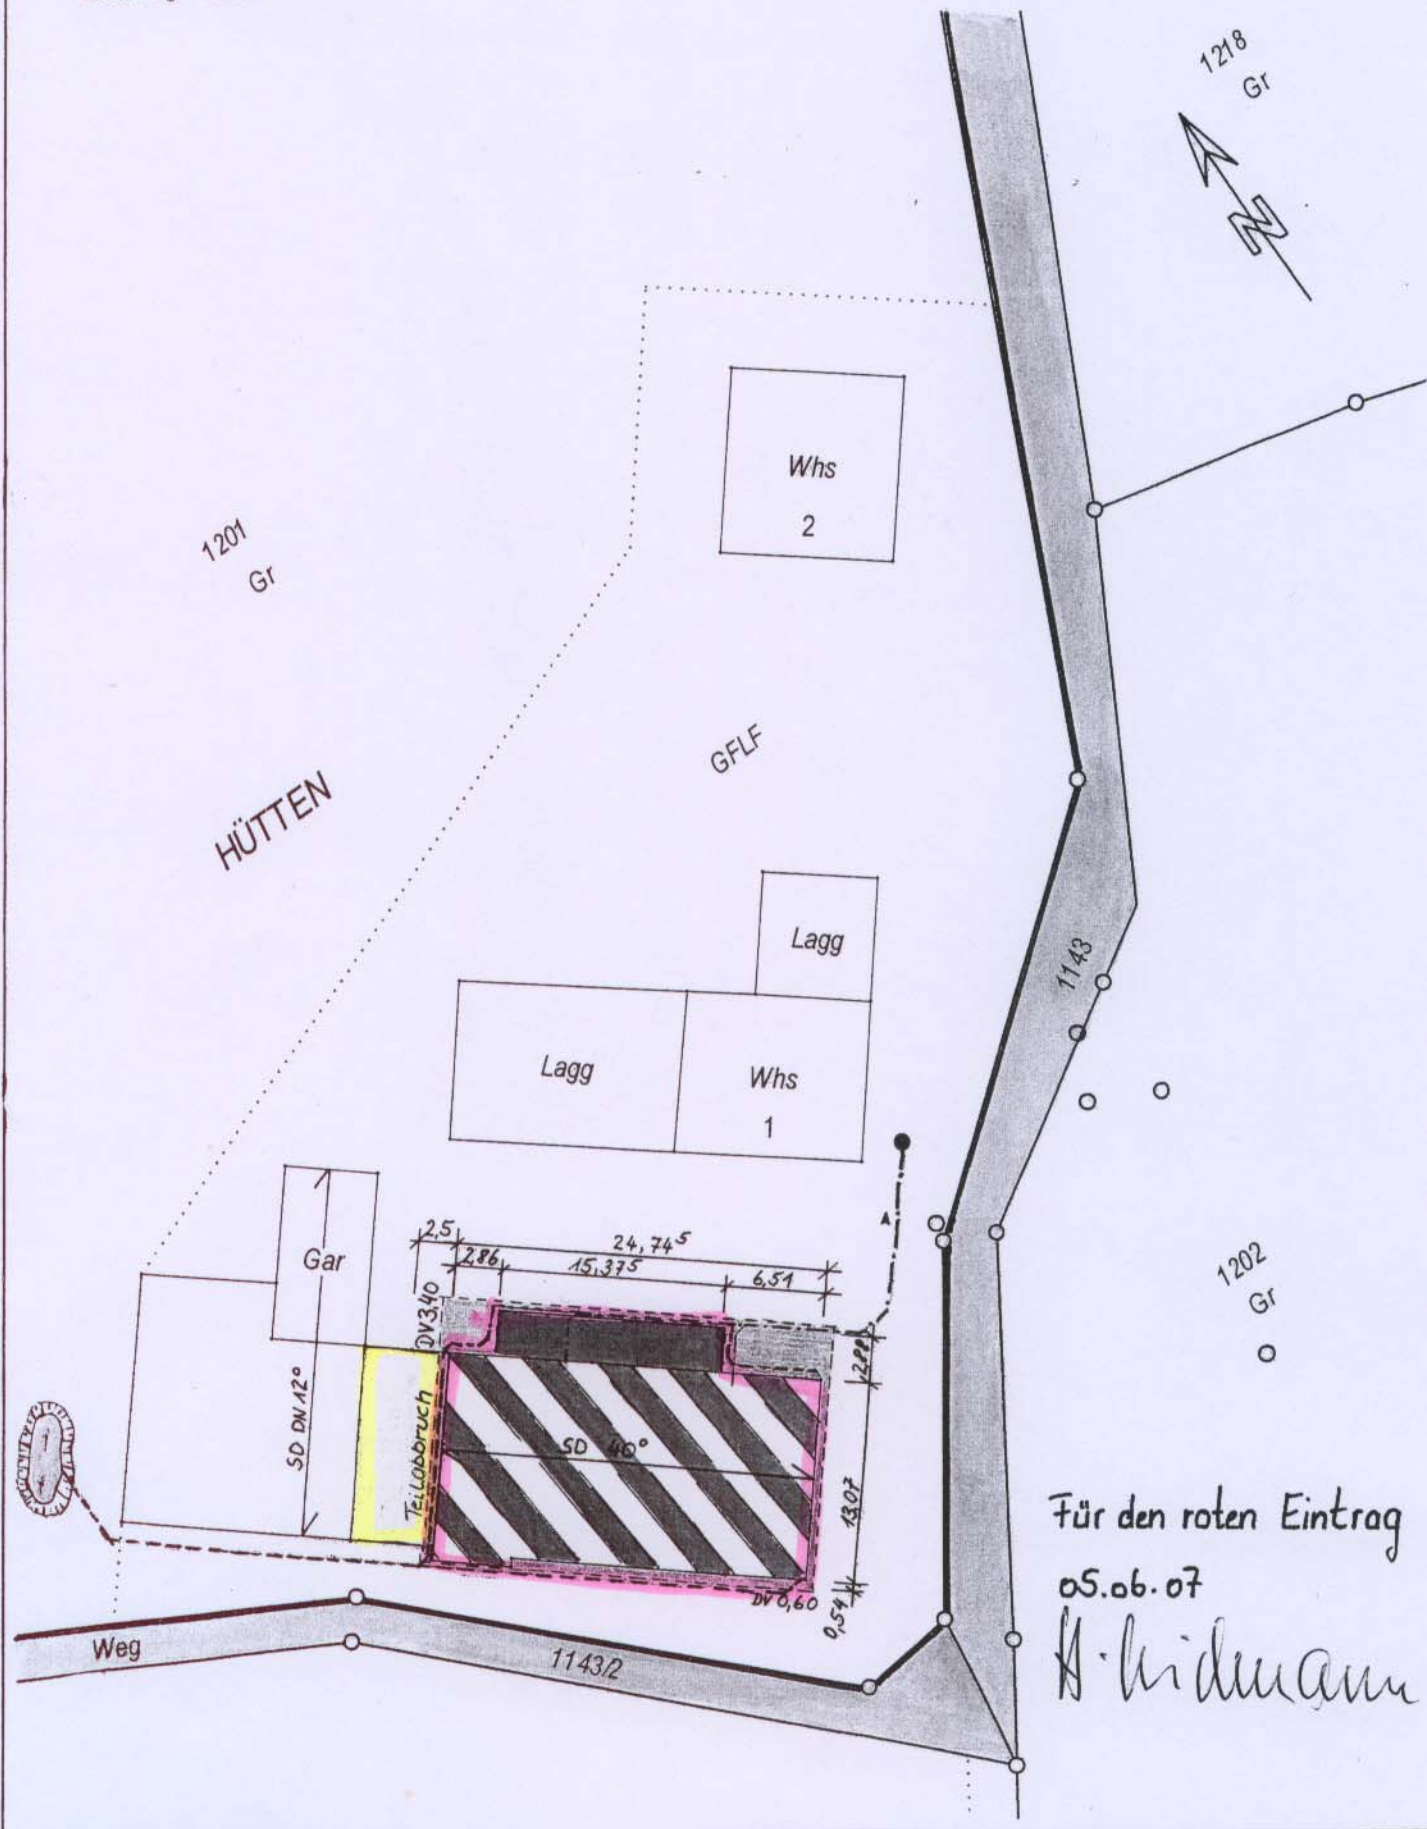 1218
Gr
Whs
2
1201
Gr
GFLF
HÜTTEN
Lagg
1143
Lagg
Whs
1
Gar
2,5
24,74⁵
2,86
15,37⁵
6,51
1202
Gr
DV 3,40
2,88
SD DN 12°
Teilabbruch
SD 40°
13,07
DV 0,60
0,54
Für den roten Eintrag
05.06.07
Weg
1143/2